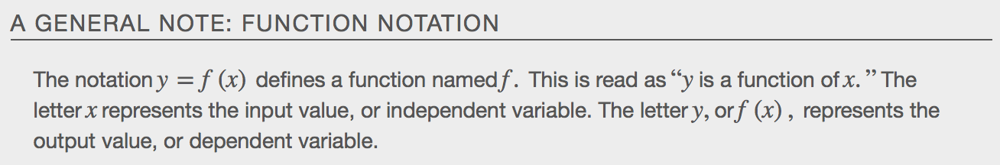 A GENERAL NOTE: FUNCTION NOTATION
The notation y = f (x) defines a function named f. This is read as “y is a function of x.” The
letter x represents the input value, or independent variable. The letter y, or f (x), represents the
output value, or dependent variable.